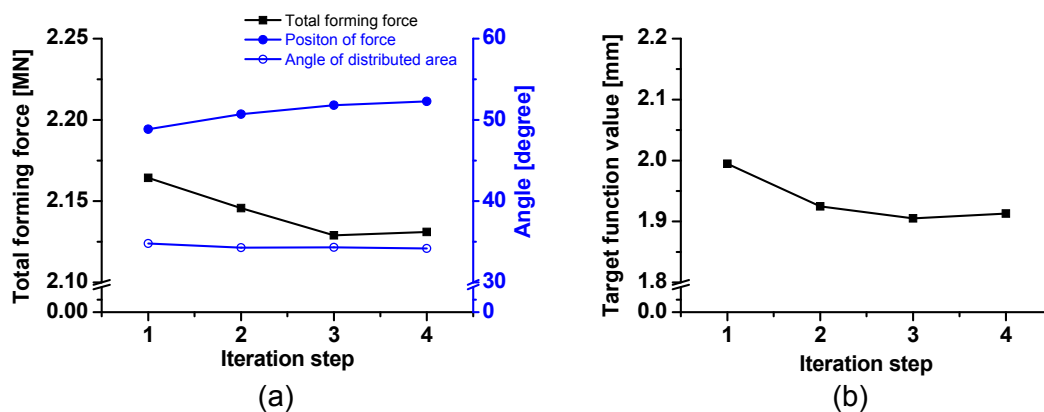 Total forming force
Positon of force
Angle of distributed area
2.25
2.20
2.15
2.10
0.00
Total forming force [MN]
60
50
40
30
0
Angle [degree]
1 2 3 4
Iteration step
(a)
2.2
2.1
2.0
1.9
1.8
0.0
Target function value [mm]
1 2 3 4
Iteration step
(b)